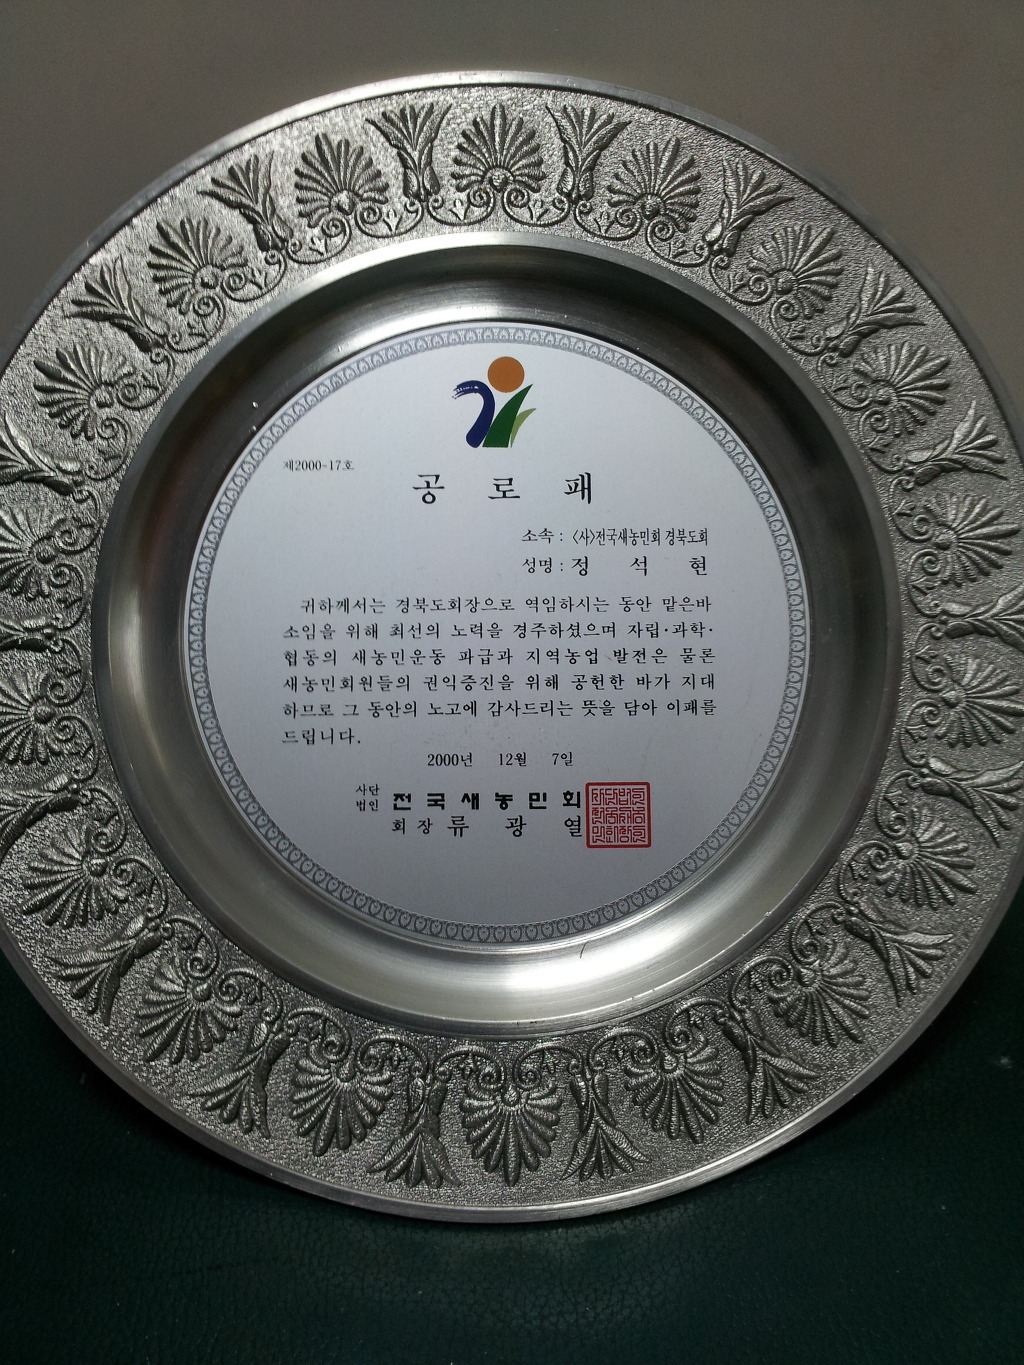 제2000-17호
공 로 패
소속 : 〈사〉전국새농민회 경북도회
성명 : 정 석 현
귀하께서는 경북도회장으로 역임하시는 동안 맡은바
소임을 위해 최선의 노력을 경주하셨으며 자립·과학·
협동의 새농민운동 파급과 지역농업 발전은 물론
새농민회원들의 권익증진을 위해 공헌한 바가 지대
하므로 그 동안의 노고에 감사드리는 뜻을 담아 이패를
드립니다.
2000년 12월 7일
사단
법인 전국새농민회
회장 류 광 열